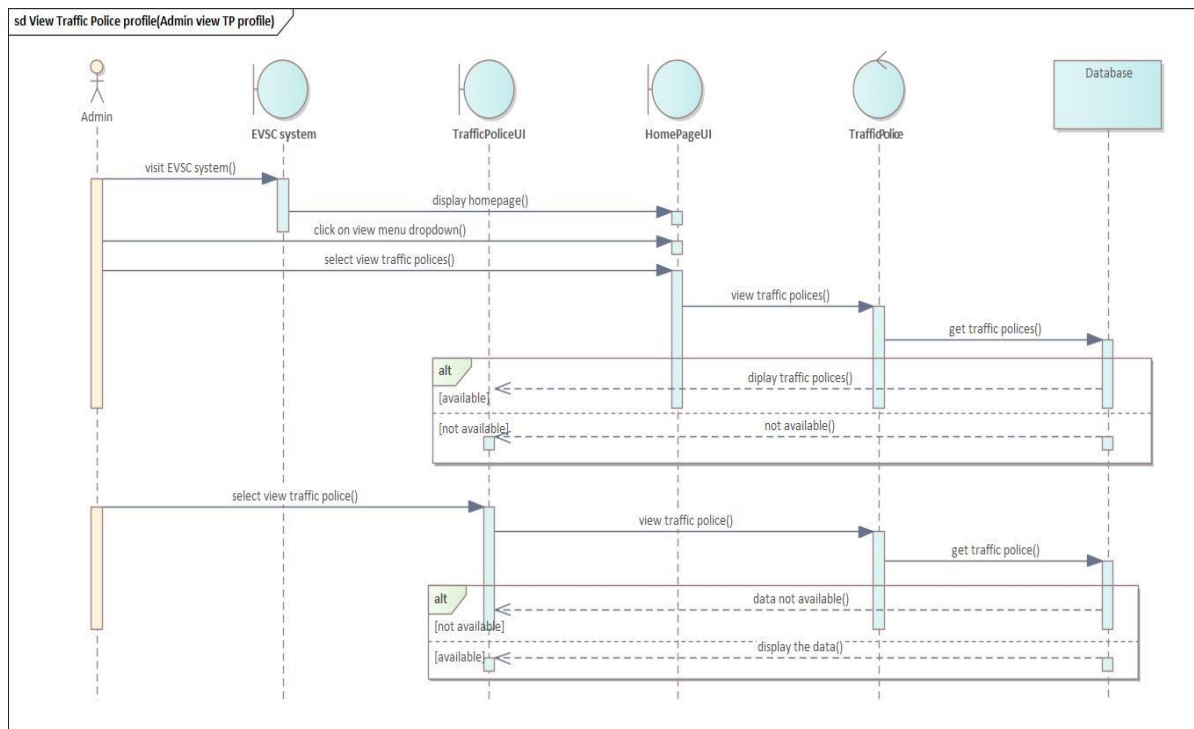 sd View Traffic Police profile(Admin view TP profile)
Database
Admin
EVSC system
TrafficPoliceUI
HomePageUI
TrafficPolice
visit EVSC system()
display homepage()
click on view menu dropdown()
select view traffic polices()
view traffic polices()
get traffic polices()
alt
diplay traffic polices()
[available]
[not available]
not available()
select view traffic police()
view traffic police()
get traffic police()
alt
data not available()
[not available]
display the data()
[available]